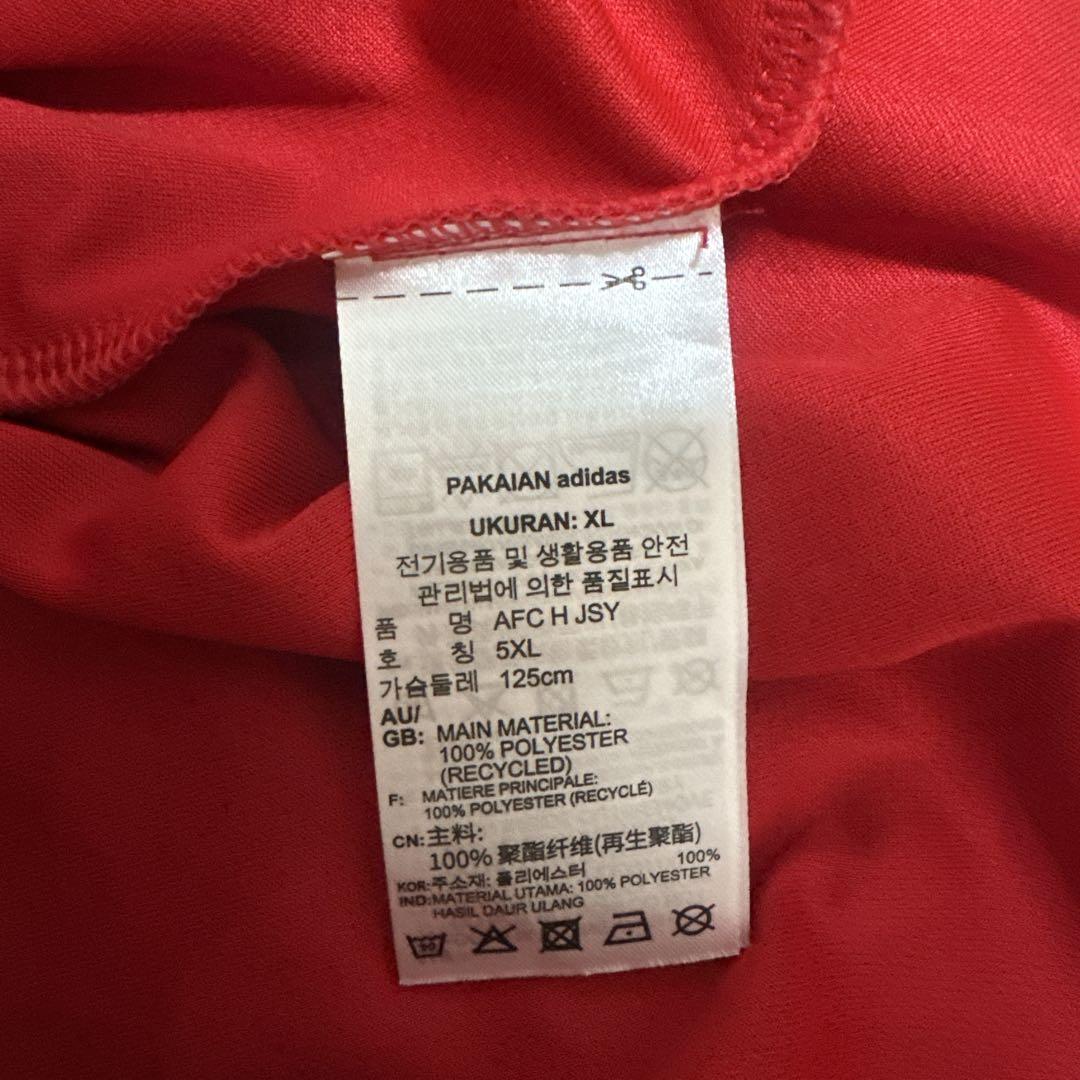 PAKAIAN adidas
UKURAN: XL
전기용품 및 생활용품 안전
관리법에 의한 품질표시
품 명 AFC H JSY
호 칭 5XL
가슴둘레 125cm
AU/
GB: MAIN MATERIAL:
100% POLYESTER
(RECYCLED)
F: MATIERE PRINCIPALE:
100% POLYESTER (RECYCLÉ)
CN: 主料:
100% 聚酯纤维(再生聚酯)
KOR: 주소재: 폴리에스터 100%
IND: MATERIAL UTAMA: 100% POLYESTER
HASIL DAUR ULANG